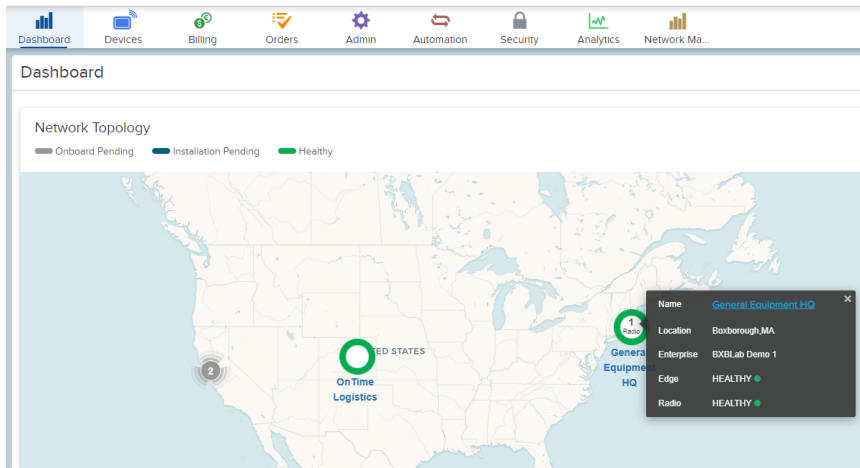 Dashboard
Devices
Billing
Orders
Admin
Automation
Security
Analytics
Network Ma...
Dashboard
Network Topology
Onboard Pending
Installation Pending
Healthy
2
TED STATES
OnTime
Logistics
1
Radio
General
Equipment
HQ
Name General Equipment HQ
Location Boxborough,MA
Enterprise BXBLab Demo 1
Edge HEALTHY
Radio HEALTHY